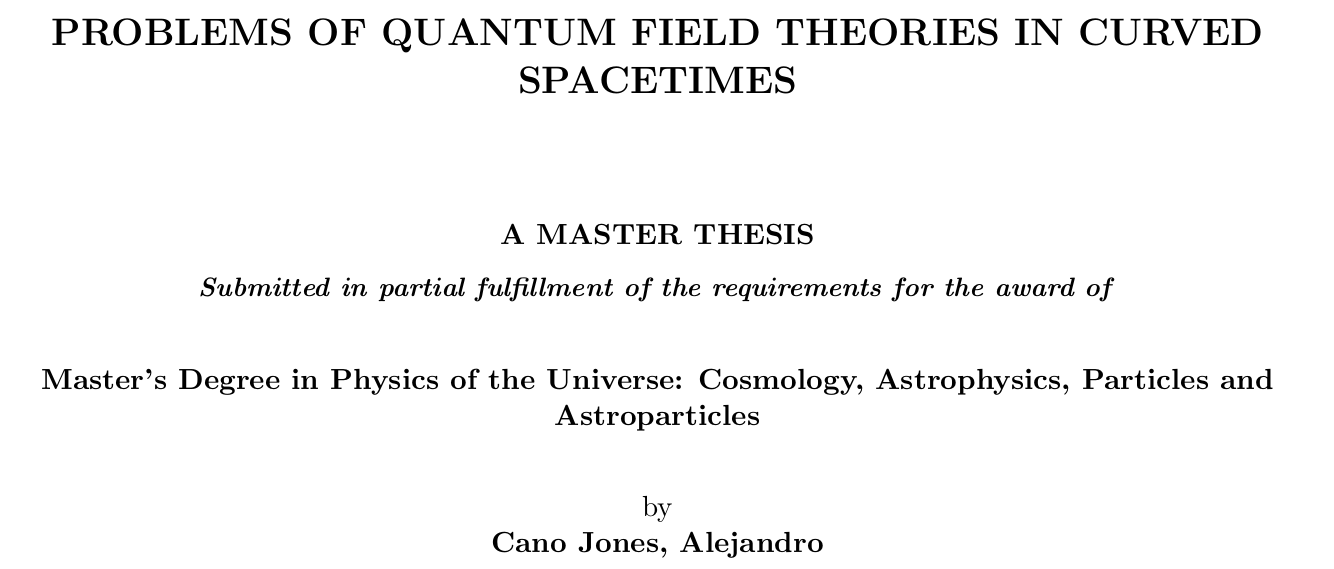 PROBLEMS OF QUANTUM FIELD THEORIES IN CURVED
SPACETIMES
A MASTER THESIS
Submitted in partial fulfillment of the requirements for the award of
Master's Degree in Physics of the Universe: Cosmology, Astrophysics, Particles and
Astroparticles
by
Cano Jones, Alejandro